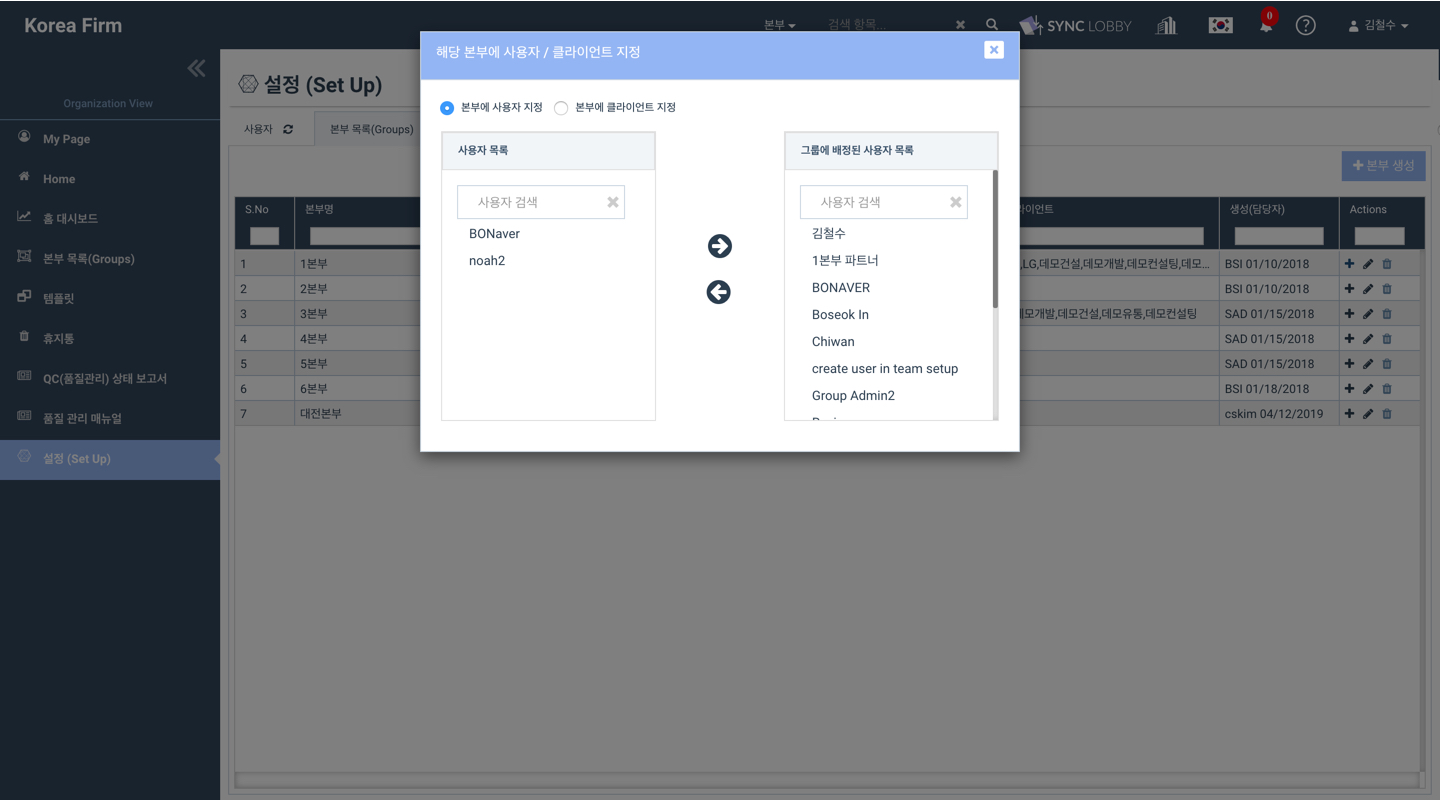 Korea Firm
본부
검색 항목...
SYNC LOBBY
0
김철수
Organization View
My Page
Home
홈 대시보드
본부 목록(Groups)
템플릿
휴지통
QC(품질관리) 상태 보고서
품질 관리 매뉴얼
설정 (Set Up)
설정 (Set Up)
사용자
본부 목록(Groups)
본부 생성
S.No
본부명
라이언트
생성(담당자)
Actions
1
1본부
,LG,데모건설,데모개발,데모컨설팅,데모...
BSI 01/10/2018
2
2본부
BSI 01/10/2018
3
3본부
데모개발,데모건설,데모유통,데모컨설팅
SAD 01/15/2018
4
4본부
SAD 01/15/2018
5
5본부
SAD 01/15/2018
6
6본부
BSI 01/18/2018
7
대전본부
cskim 04/12/2019
해당 본부에 사용자 / 클라이언트 지정
본부에 사용자 지정
본부에 클라이언트 지정
사용자 목록
사용자 검색
BONaver
noah2
그룹에 배정된 사용자 목록
사용자 검색
김철수
1본부 파트너
BONAVER
Boseok In
Chiwan
create user in team setup
Group Admin2